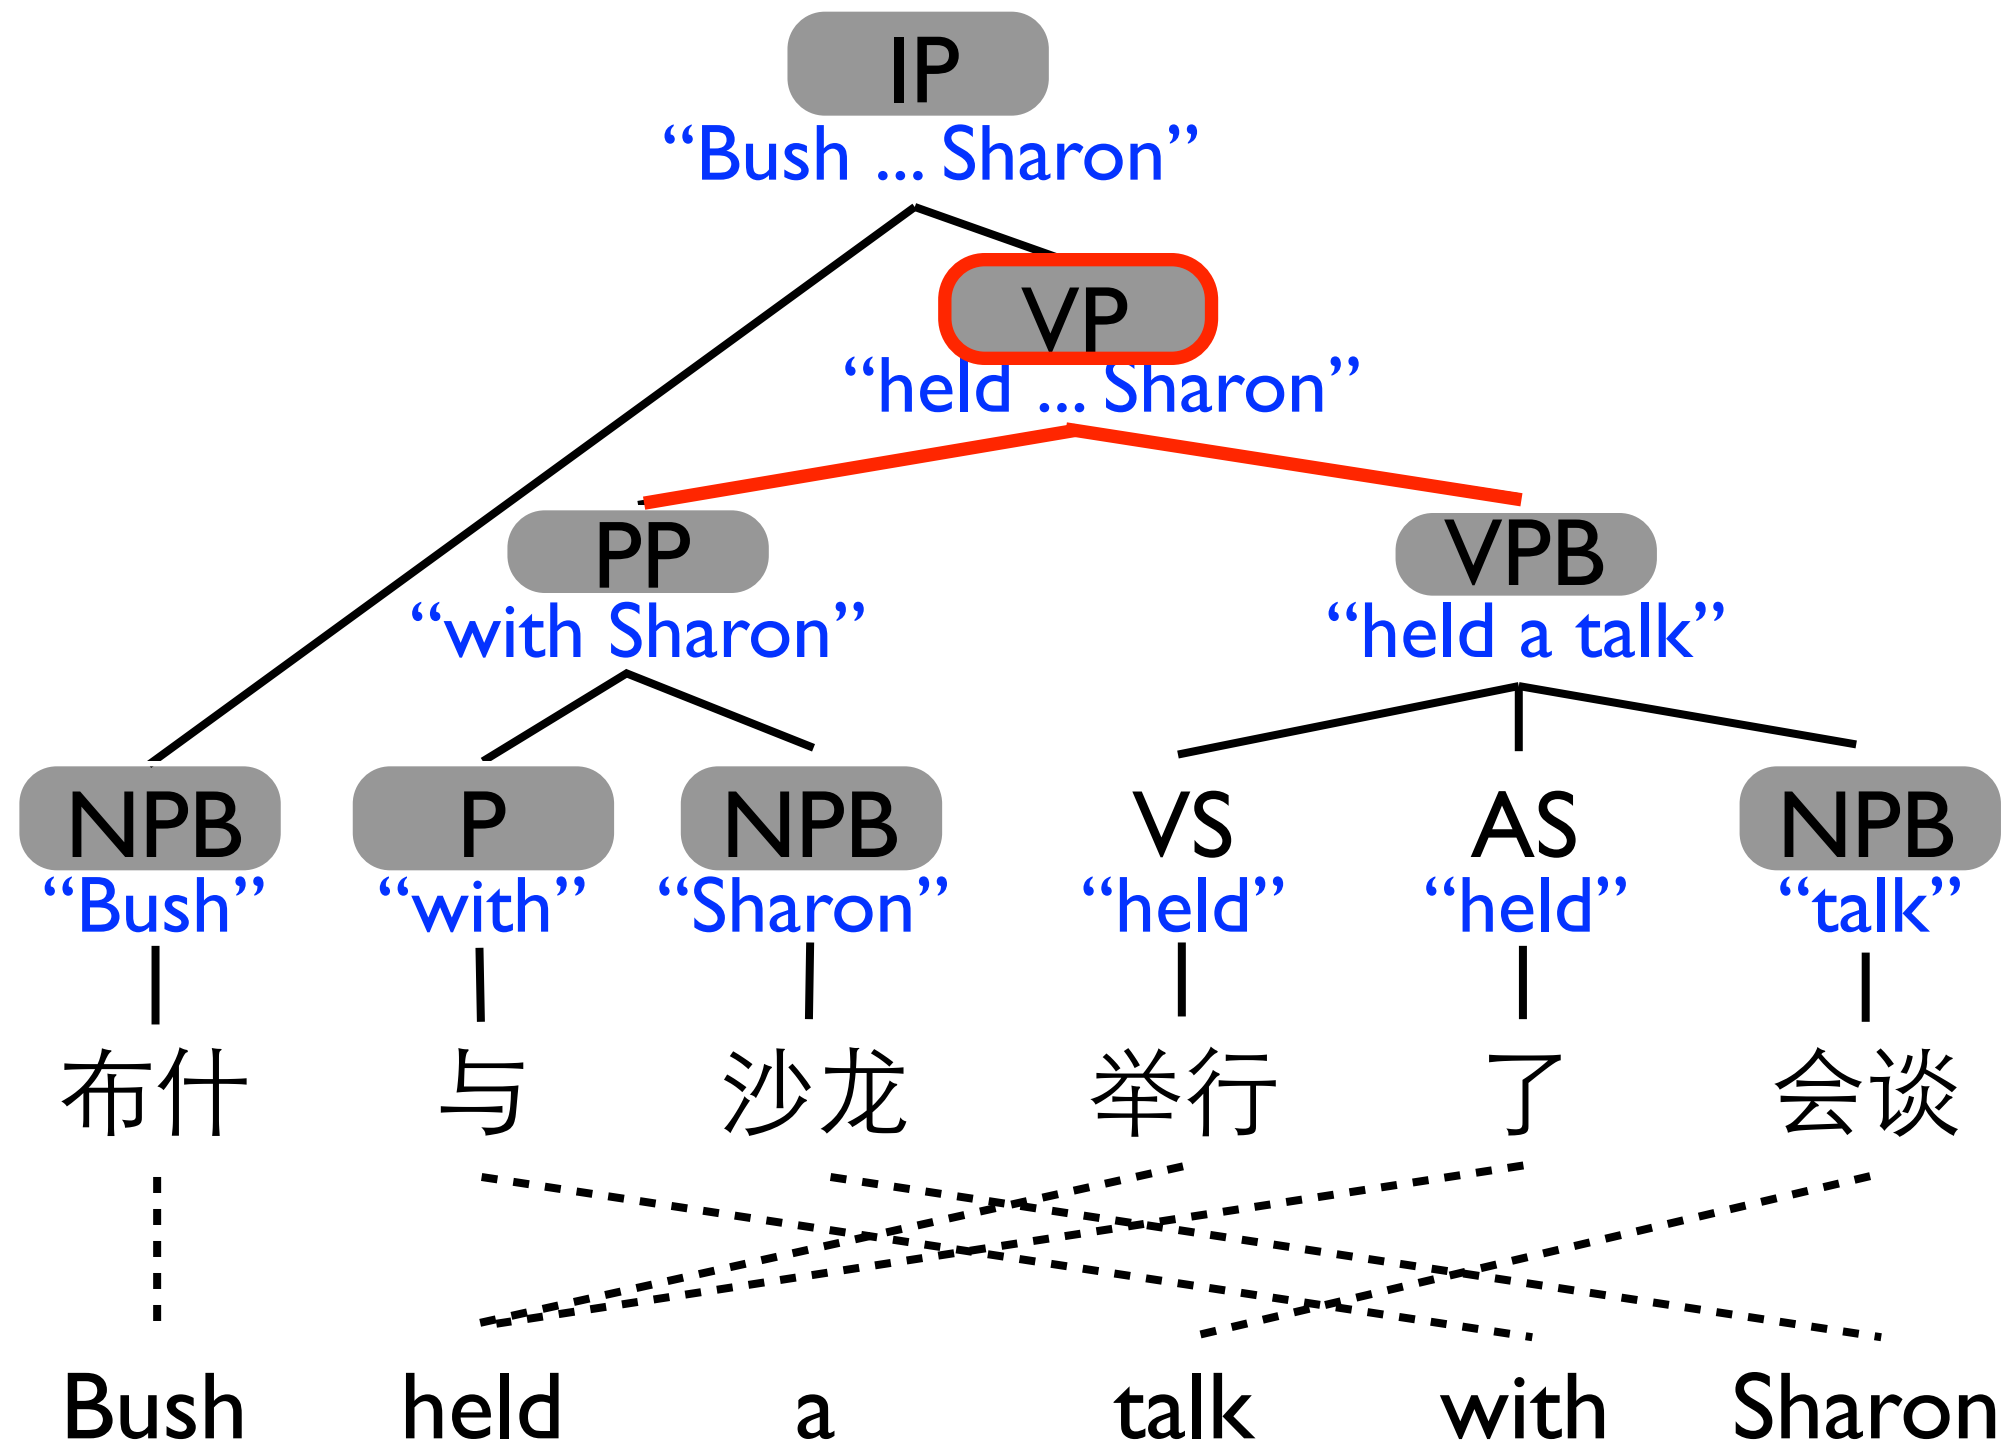 IP
“Bush ... Sharon”
VP
“held ... Sharon”
PP VPB
“with Sharon” “held a talk”
NPB P NPB VS AS NPB
“Bush” “with” “Sharon” “held” “held” “talk”
布什 与 沙龙 举行 了 会谈
Bush held a talk with Sharon